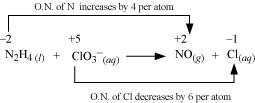 O.N. of N increases by 4 per atom
–2 +5 +2 –1
N₂H₄ (l) + ClO₃⁻(aq) ⟶ NO(g) + Cl(aq)
O.N. of Cl decreases by 6 per atom